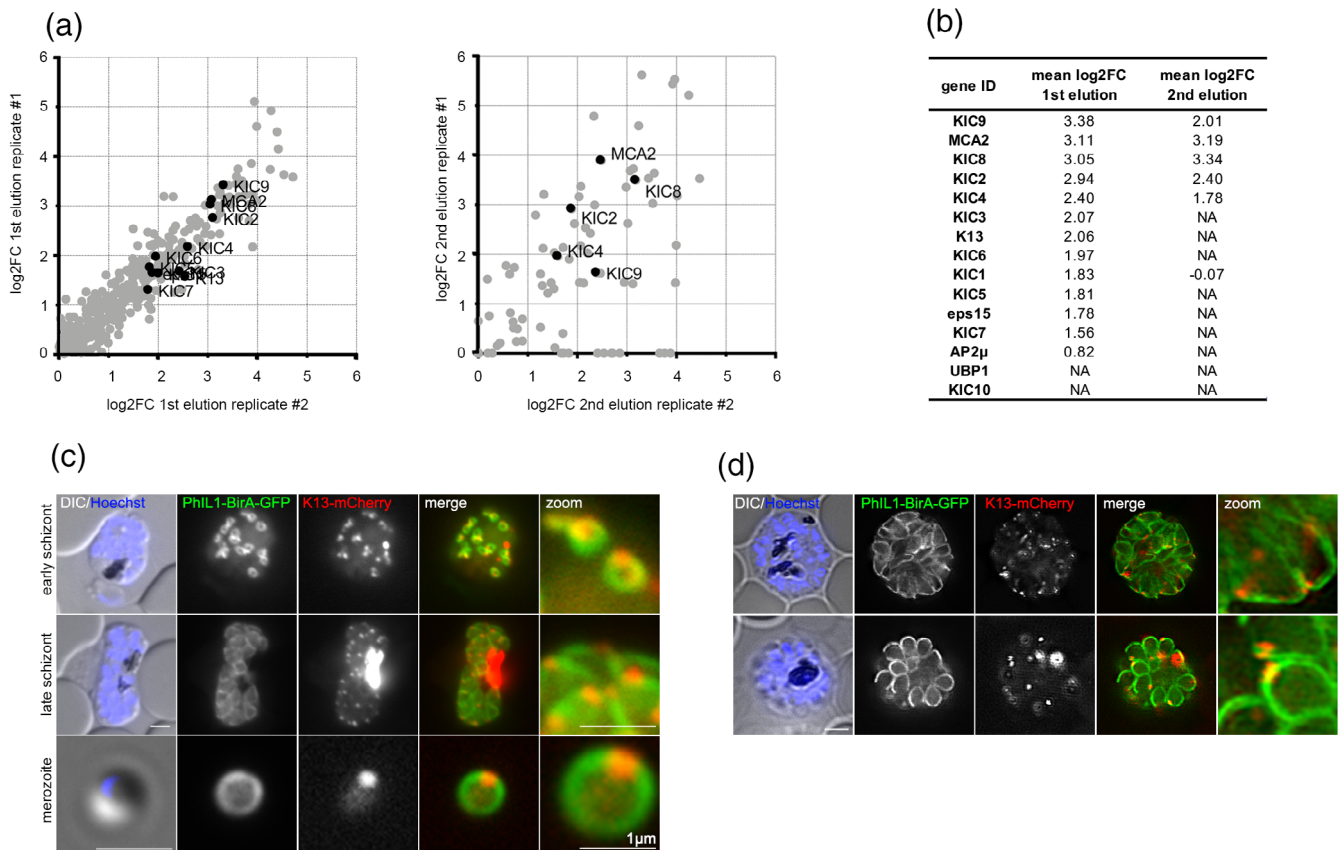 (a)
log2FC 1st elution replicate #1
6
5
4
3
2
1
0
KIC9
MCA2
KIC2
KIC4
KIC6
KIC3
K13
KIC7
0 1 2 3 4 5 6
log2FC 1st elution replicate #2
log2FC 2nd elution replicate #1
6
5
4
3
2
1
0
MCA2
KIC8
KIC2
KIC4
KIC9
0 1 2 3 4 5 6
log2FC 2nd elution replicate #2
(b)
gene ID mean log2FC 1st elution mean log2FC 2nd elution
KIC9 3.38 2.01
MCA2 3.11 3.19
KIC8 3.05 3.34
KIC2 2.94 2.40
KIC4 2.40 1.78
KIC3 2.07 NA
K13 2.06 NA
KIC6 1.97 NA
KIC1 1.83 -0.07
KIC5 1.81 NA
eps15 1.78 NA
KIC7 1.56 NA
AP2μ 0.82 NA
UBP1 NA NA
KIC10 NA NA
(c)
DIC/Hoechst PhIL1-BirA-GFP K13-mCherry merge zoom
early schizont
late schizont
merozoite
1μm
(d)
DIC/Hoechst PhIL1-BirA-GFP K13-mCherry merge zoom